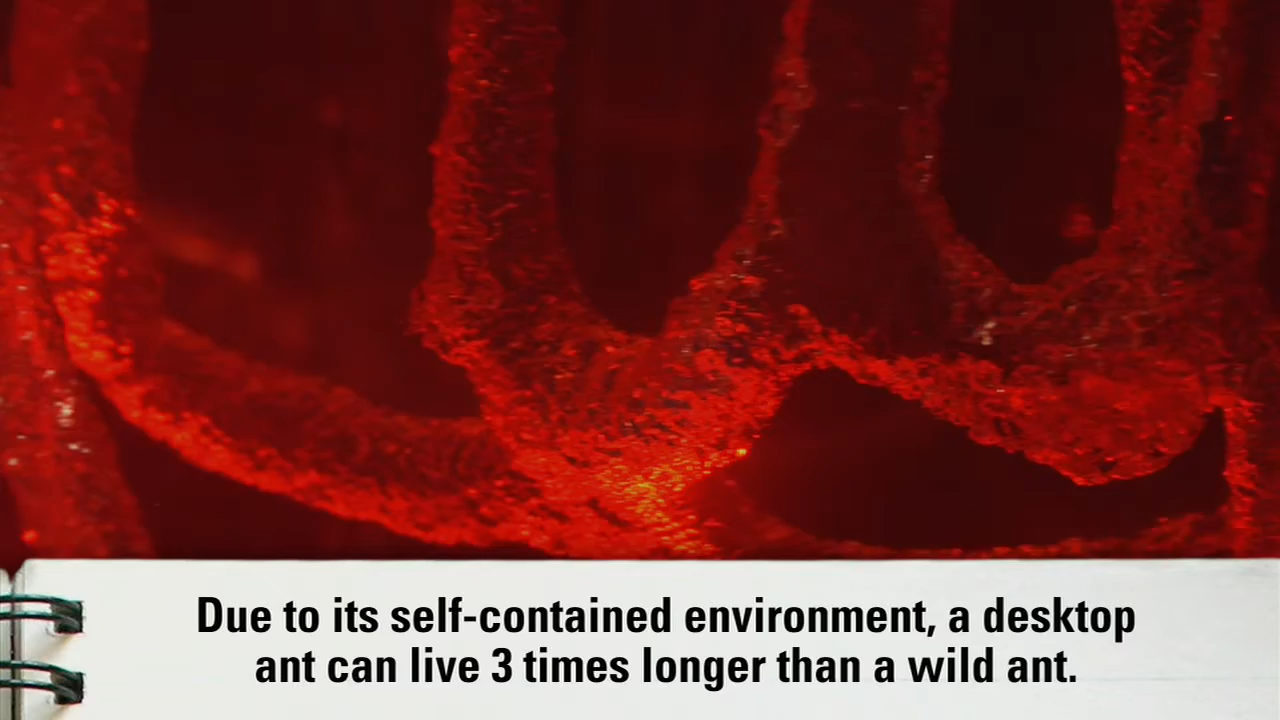 Due to its self-contained environment, a desktop
ant can live 3 times longer than a wild ant.